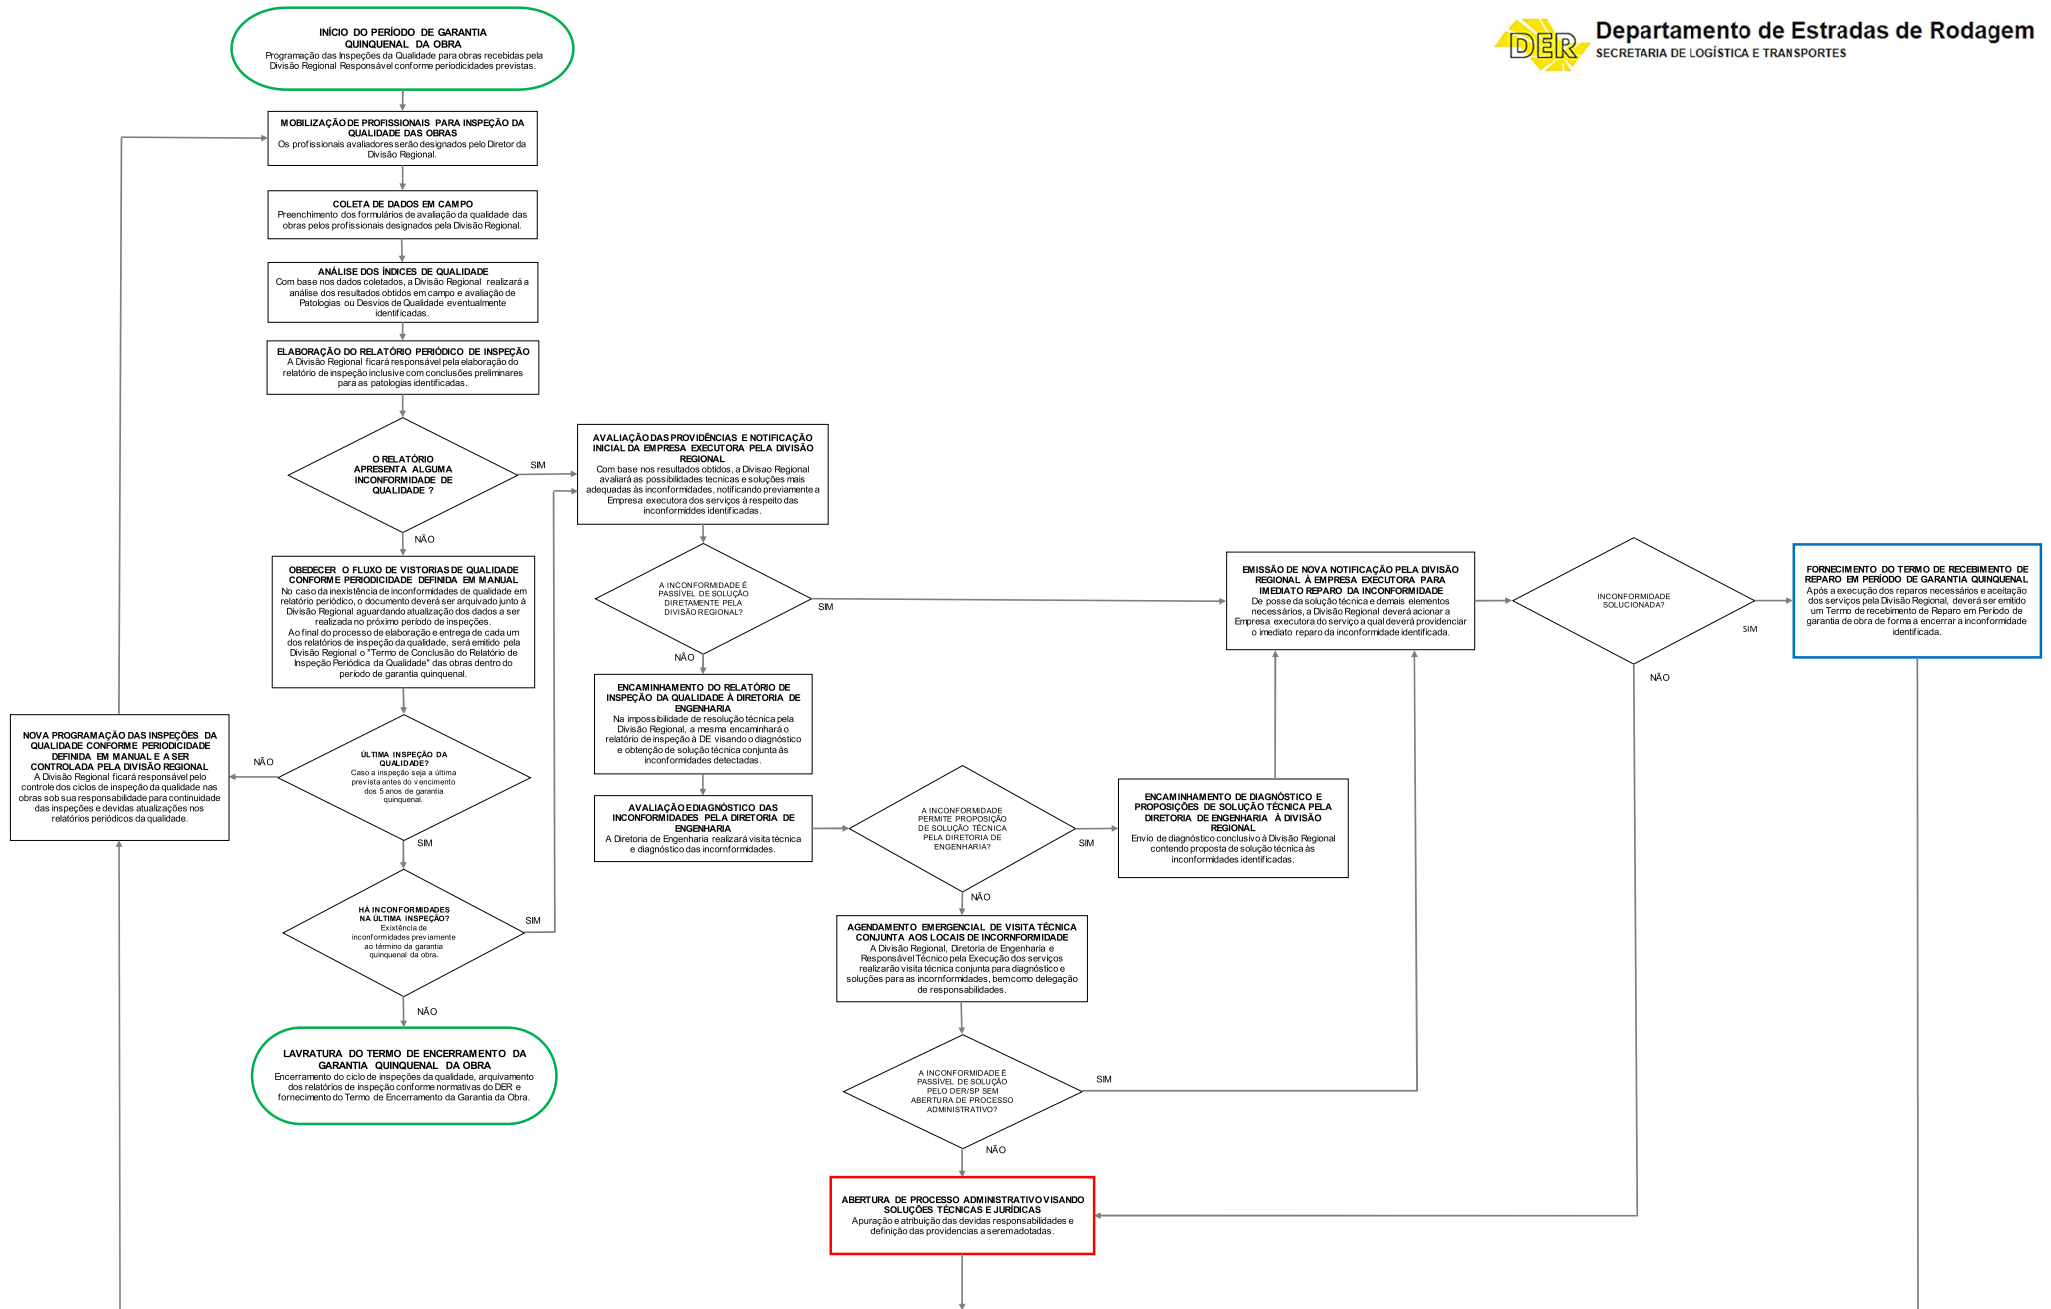 INÍCIO DO PERÍODO DE GARANTIA
QUINQUENAL DA OBRA
Programação das Inspeções da Qualidade para obras recebidas pela
Divisão Regional Responsável conforme periodicidades previstas.
DER
Departamento de Estradas de Rodagem
SECRETARIA DE LOGÍSTICA E TRANSPORTES
MOBILIZAÇÃO DE PROFISSIONAIS PARA INSPEÇÃO DA
QUALIDADE DAS OBRAS
Os profissionais avaliadores serão designados pelo Diretor da
Divisão Regional.
COLETA DE DADOS EM CAMPO
Preenchimento dos formulários de avaliação da qualidade das
obras pelos profissionais designados pela Divisão Regional.
ANÁLISE DOS ÍNDICES DE QUALIDADE
Com base nos dados coletados, a Divisão Regional realizará a
análise dos resultados obtidos em campo e avaliação de
Patologias ou Desvios de Qualidade eventualmente
identificadas.
ELABORAÇÃO DO RELATÓRIO PERIÓDICO DE INSPEÇÃO
A Divisão Regional ficará responsável pela elaboração do
relatório de inspeção inclusive com conclusões preliminares
para as patologias identificadas.
O RELATÓRIO
APRESENTA ALGUMA
INCONFORMIDADE DE
QUALIDADE ?
SIM
NÃO
AVALIAÇÃO DAS PROVIDÊNCIAS E NOTIFICAÇÃO
INICIAL DA EMPRESA EXECUTORA PELA DIVISÃO
REGIONAL
Com base nos resultados obtidos, a Divisao Regional
avaliará as possibilidades tecnicas e soluções mais
adequadas às inconformidades, notificando previamente a
Empresa executora dos serviços à respeito das
inconformiddes identificadas.
OBEDECER O FLUXO DE VISTORIAS DE QUALIDADE
CONFORME PERIODICIDADE DEFINIDA EM MANUAL
No caso da inexistência de inconformidades de qualidade em
relatório periódico, o documento deverá ser arquivado junto à
Divisão Regional aguardando atualização dos dados a ser
realizada no próximo período de inspeções.
Ao final do processo de elaboração e entrega de cada um
dos relatórios de inspeção da qualidade, será emitido pela
Divisão Regional o "Termo de Conclusão do Relatório de
Inspeção Periódica da Qualidade" das obras dentro do
período de garantia quinquenal.
A INCONFORMIDADE É
PASSÍVEL DE SOLUÇÃO
DIRETAMENTE PELA
DIVISÃO REGIONAL?
SIM
NÃO
EMISSÃO DE NOVA NOTIFICAÇÃO PELA DIVISÃO
REGIONAL À EMPRESA EXECUTORA PARA
IMEDIATO REPARO DA INCONFORMIDADE
De posse da solução técnica e demais elementos
necessários, a Divisão Regional deverá acionar a
Empresa executora do serviço a qual deverá providenciar
o imediato reparo da inconformidade identificada.
INCONFORMIDADE
SOLUCIONADA?
SIM
NÃO
FORNECIMENTO DO TERMO DE RECEBIMENTO DE
REPARO EM PERÍODO DE GARANTIA QUINQUENAL
Após a execução dos reparos necessários e aceitação
dos serviços pela Divisão Regional, deverá ser emitido
um Termo de recebimento de Reparo em Período de
garantia de obra de forma a encerrar a inconformidade
identificada.
ENCAMINHAMENTO DO RELATÓRIO DE
INSPEÇÃO DA QUALIDADE À DIRETORIA DE
ENGENHARIA
Na impossibilidade de resolução técnica pela
Divisão Regional, a mesma encaminhará o
relatório de inspeção à DE visando o diagnóstico
e obtenção de solução técnica conjunta às
inconformidades detectadas.
NOVA PROGRAMAÇÃO DAS INSPEÇÕES DA
QUALIDADE CONFORME PERIODICIDADE
DEFINIDA EM MANUAL E A SER
CONTROLADA PELA DIVISÃO REGIONAL
A Divisão Regional ficará responsável pelo
controle dos ciclos de inspeção da qualidade nas
obras sob sua responsabilidade para continuidade
das inspeções e devidas atualizações nos
relatórios periódicos da qualidade.
NÃO
ÚLTIMA INSPEÇÃO DA
QUALIDADE?
Caso a inspeção seja a última
prevista antes do vencimento
dos 5 anos de garantia
quinquenal.
SIM
AVALIAÇÃO E DIAGNÓSTICO DAS
INCONFORMIDADES PELA DIRETORIA DE
ENGENHARIA
A Diretoria de Engenharia realizará visita técnica
e diagnóstico das incornformidades.
A INCONFORMIDADE
PERMITE PROPOSIÇÃO
DE SOLUÇÃO TÉCNICA
PELA DIRETORIA DE
ENGENHARIA?
SIM
NÃO
ENCAMINHAMENTO DE DIAGNÓSTICO E
PROPOSIÇÕES DE SOLUÇÃO TÉCNICA PELA
DIRETORIA DE ENGENHARIA À DIVISÃO
REGIONAL
Envio de diagnóstico conclusivo à Divisão Regional
contendo proposta de solução técnica às
inconformidades identificadas.
HÁ INCONFORMIDADES
NA ÚLTIMA INSPEÇÃO?
Exixtência de
inconformidades previamente
ao término da garantia
quinquenal da obra.
SIM
NÃO
AGENDAMENTO EMERGENCIAL DE VISITA TÉCNICA
CONJUNTA AOS LOCAIS DE INCORNFORMIDADE
A Divisão Regional, Diretoria de Engenharia e
Responsável Técnico pela Execução dos serviços
realizarão visita técnica conjunta para diagnóstico e
soluções para as incornformidades, bem como delegação
de responsabilidades.
LAVRATURA DO TERMO DE ENCERRAMENTO DA
GARANTIA QUINQUENAL DA OBRA
Encerramento do ciclo de inspeções da qualidade, arquivamento
dos relatórios de inspeção conforme normativas do DER e
fornecimento do Termo de Encerramento da Garantia da Obra.
A INCONFORMIDADE É
PASSÍVEL DE SOLUÇÃO
PELO DER/SP SEM
ABERTURA DE PROCESSO
ADMINISTRATIVO?
SIM
NÃO
ABERTURA DE PROCESSO ADMINISTRATIVO VISANDO
SOLUÇÕES TÉCNICAS E JURÍDICAS
Apuração e atribuição das devidas responsabilidades e
definição das providencias a serem adotadas.